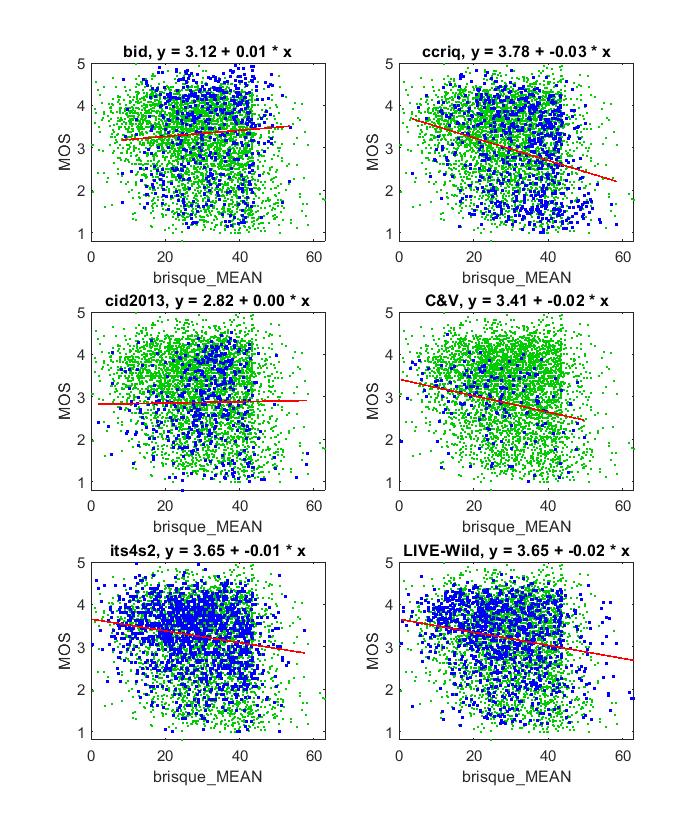 bid, y = 3.12 + 0.01 * x
5
4
3
2
1
MOS
0 20 40 60
brisque_MEAN
ccriq, y = 3.78 + -0.03 * x
5
4
3
2
1
MOS
0 20 40 60
brisque_MEAN
cid2013, y = 2.82 + 0.00 * x
5
4
3
2
1
MOS
0 20 40 60
brisque_MEAN
C&V, y = 3.41 + -0.02 * x
5
4
3
2
1
MOS
0 20 40 60
brisque_MEAN
its4s2, y = 3.65 + -0.01 * x
5
4
3
2
1
MOS
0 20 40 60
brisque_MEAN
LIVE-Wild, y = 3.65 + -0.02 * x
5
4
3
2
1
MOS
0 20 40 60
brisque_MEAN